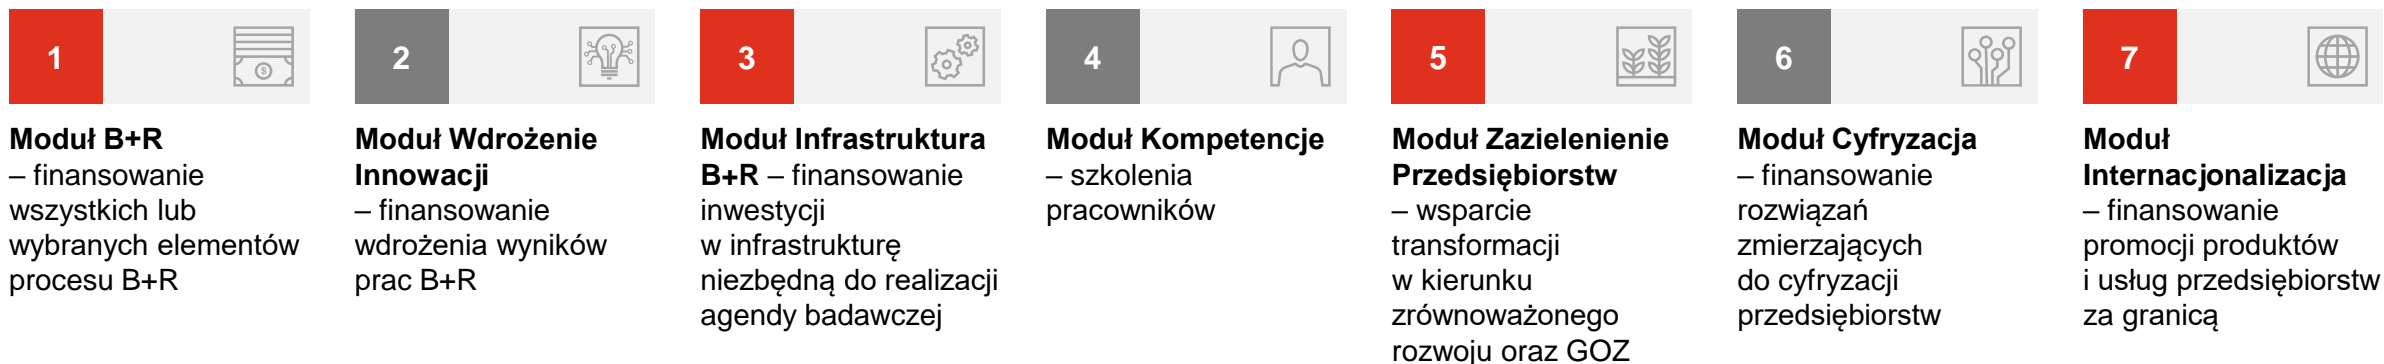 1
Moduł B+R
– finansowanie
wszystkich lub
wybranych elementów
procesu B+R
2
Moduł Wdrożenie
Innowacji
– finansowanie
wdrożenia wyników
prac B+R
3
Moduł Infrastruktura
B+R – finansowanie
inwestycji
w infrastrukturę
niezbędną do realizacji
agendy badawczej
4
Moduł Kompetencje
– szkolenia
pracowników
5
Moduł Zazielenienie
Przedsiębiorstw
– wsparcie
transformacji
w kierunku
zrównoważonego
rozwoju oraz GOZ
6
Moduł Cyfryzacja
– finansowanie
rozwiązań
zmierzających
do cyfryzacji
przedsiębiorstw
7
Moduł
Internacjonalizacja
– finansowanie
promocji produktów
i usług przedsiębiorstw
za granicą